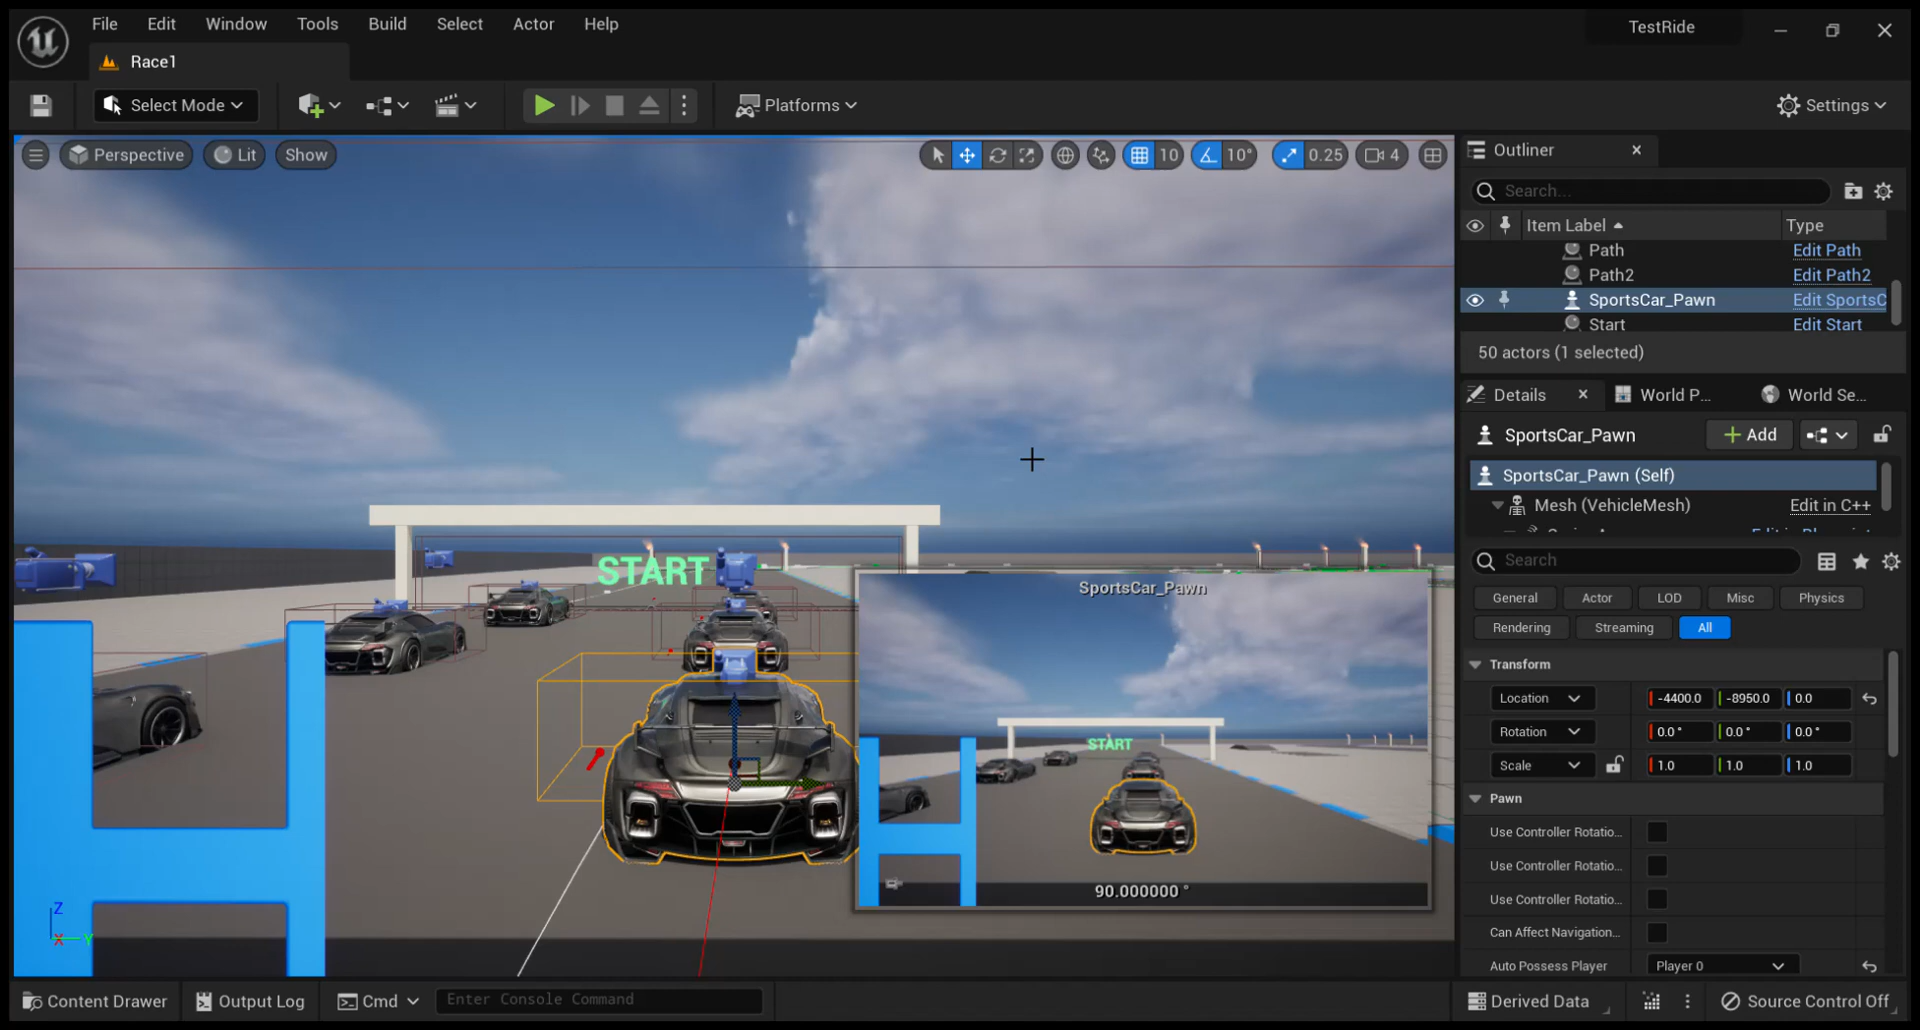 File Edit Window Tools Build Select Actor Help
TestRide
Race1
Select Mode
Platforms
Settings
Perspective Lit Show
10 10° 0.25 4
Outliner
Search...
Item Label Type
Path Edit Path
Path2 Edit Path2
SportsCar_Pawn Edit SportsC
Start Edit Start
50 actors (1 selected)
Details World P... World Se...
SportsCar_Pawn Add
SportsCar_Pawn (Self)
Mesh (VehicleMesh) Edit in C++
Search
General Actor LOD Misc Physics
Rendering Streaming All
Transform
Location -4400.0 -8950.0 0.0
Rotation 0.0° 0.0° 0.0°
Scale 1.0 1.0 1.0
Pawn
Use Controller Rotatio...
Use Controller Rotatio...
Use Controller Rotatio...
Can Affect Navigation...
Auto Possess Player Player 0
START
SportsCar_Pawn
START
90.000000 °
Z
X Y
Content Drawer Output Log Cmd Enter Console Command
Derived Data Source Control Off